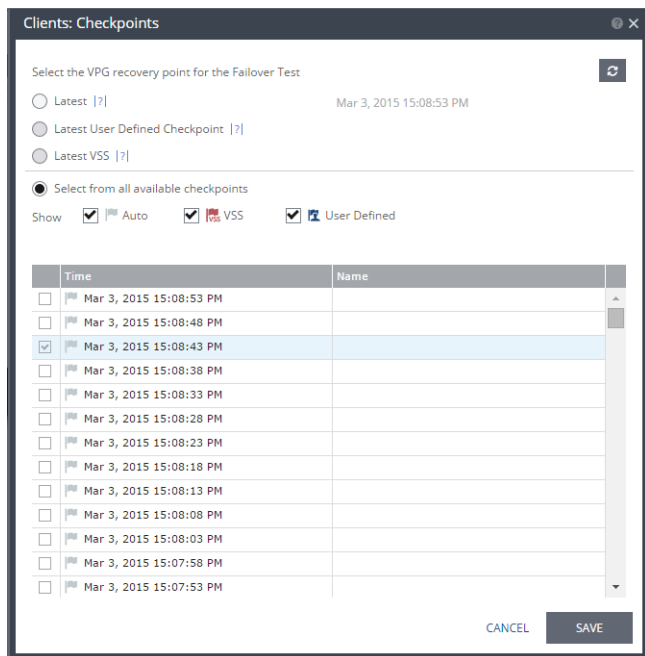 Clients: Checkpoints
Select the VPG recovery point for the Failover Test
Latest |?| Mar 3, 2015 15:08:53 PM
Latest User Defined Checkpoint |?|
Latest VSS |?|
Select from all available checkpoints
Show Auto VSS VSS User Defined
Time Name
Mar 3, 2015 15:08:53 PM
Mar 3, 2015 15:08:48 PM
Mar 3, 2015 15:08:43 PM
Mar 3, 2015 15:08:38 PM
Mar 3, 2015 15:08:33 PM
Mar 3, 2015 15:08:28 PM
Mar 3, 2015 15:08:23 PM
Mar 3, 2015 15:08:18 PM
Mar 3, 2015 15:08:13 PM
Mar 3, 2015 15:08:08 PM
Mar 3, 2015 15:08:03 PM
Mar 3, 2015 15:07:58 PM
Mar 3, 2015 15:07:53 PM
CANCEL SAVE